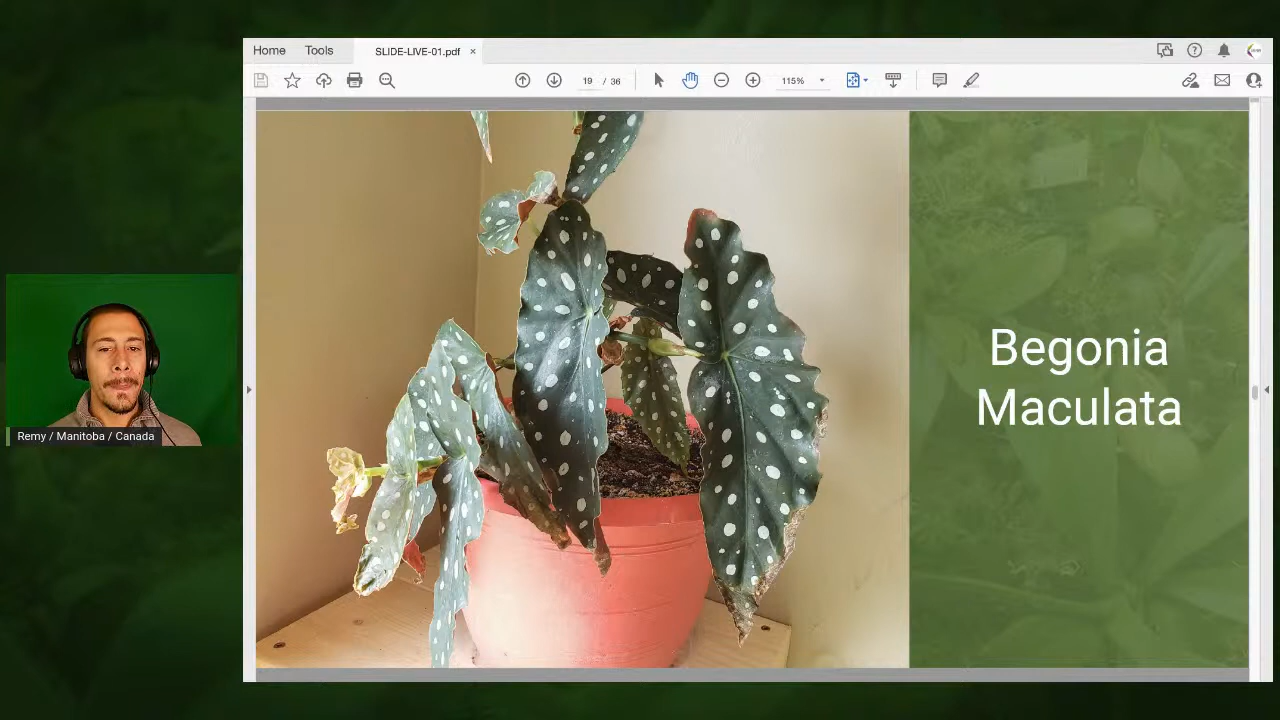 Home Tools SLIDE-LIVE-01.pdf ×
19 / 36 115%
Begonia
Maculata
Remy / Manitoba / Canada